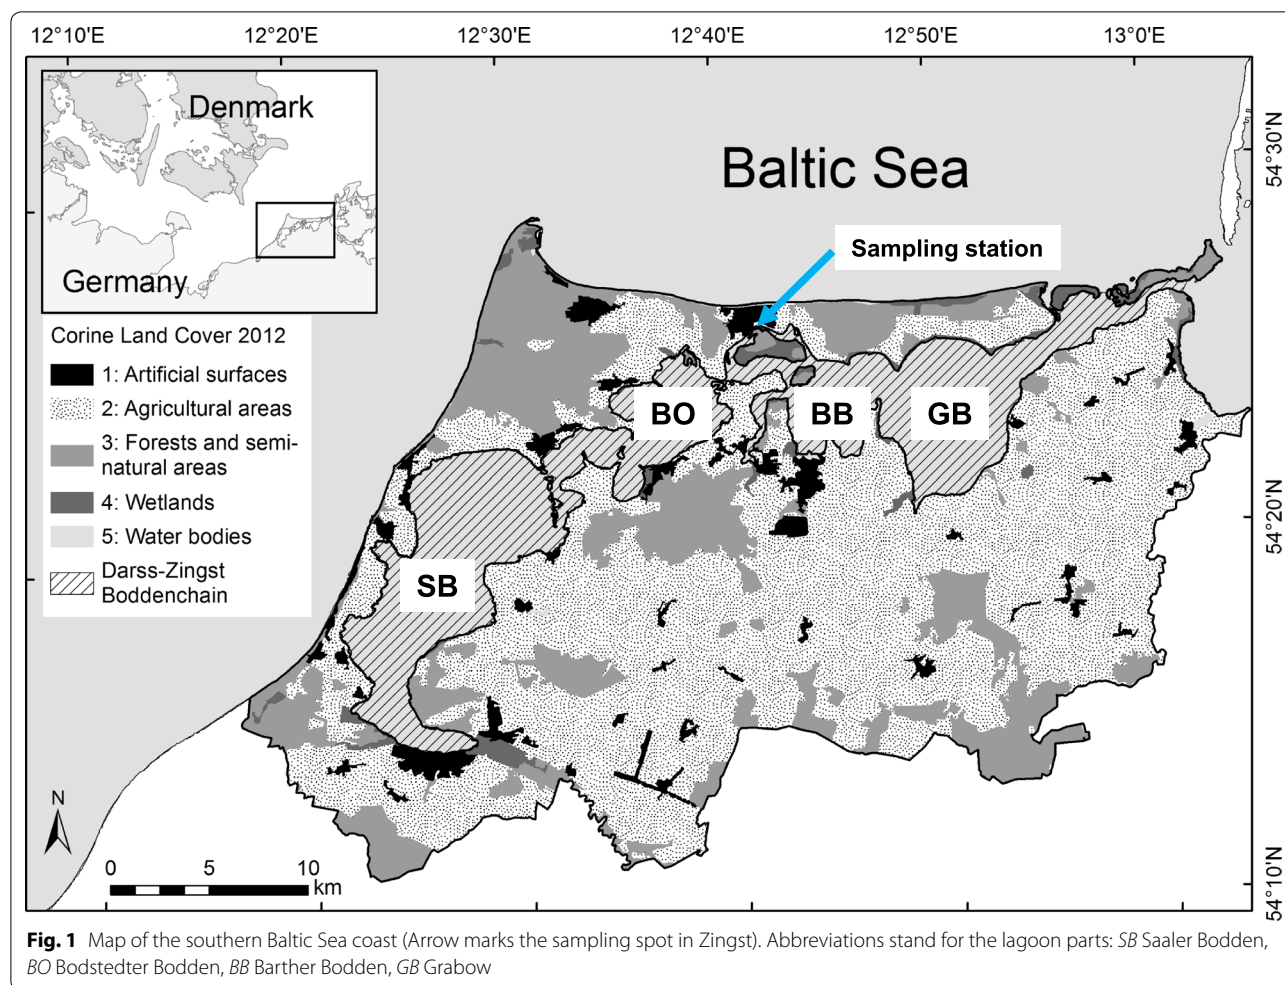 12°10'E 12°20'E 12°30'E 12°40'E 12°50'E 13°0'E
Denmark
Germany
Baltic Sea
54°30'N
Sampling station
Corine Land Cover 2012
1: Artificial surfaces
2: Agricultural areas
3: Forests and semi-
natural areas
4: Wetlands
5: Water bodies
Darss-Zingst
Boddenchain
BO
BB
GB
SB
54°20'N
N
0 5 10
km
54°10'N
Fig. 1 Map of the southern Baltic Sea coast (Arrow marks the sampling spot in Zingst). Abbreviations stand for the lagoon parts: SB Saaler Bodden,
BO Bodstedter Bodden, BB Barther Bodden, GB Grabow